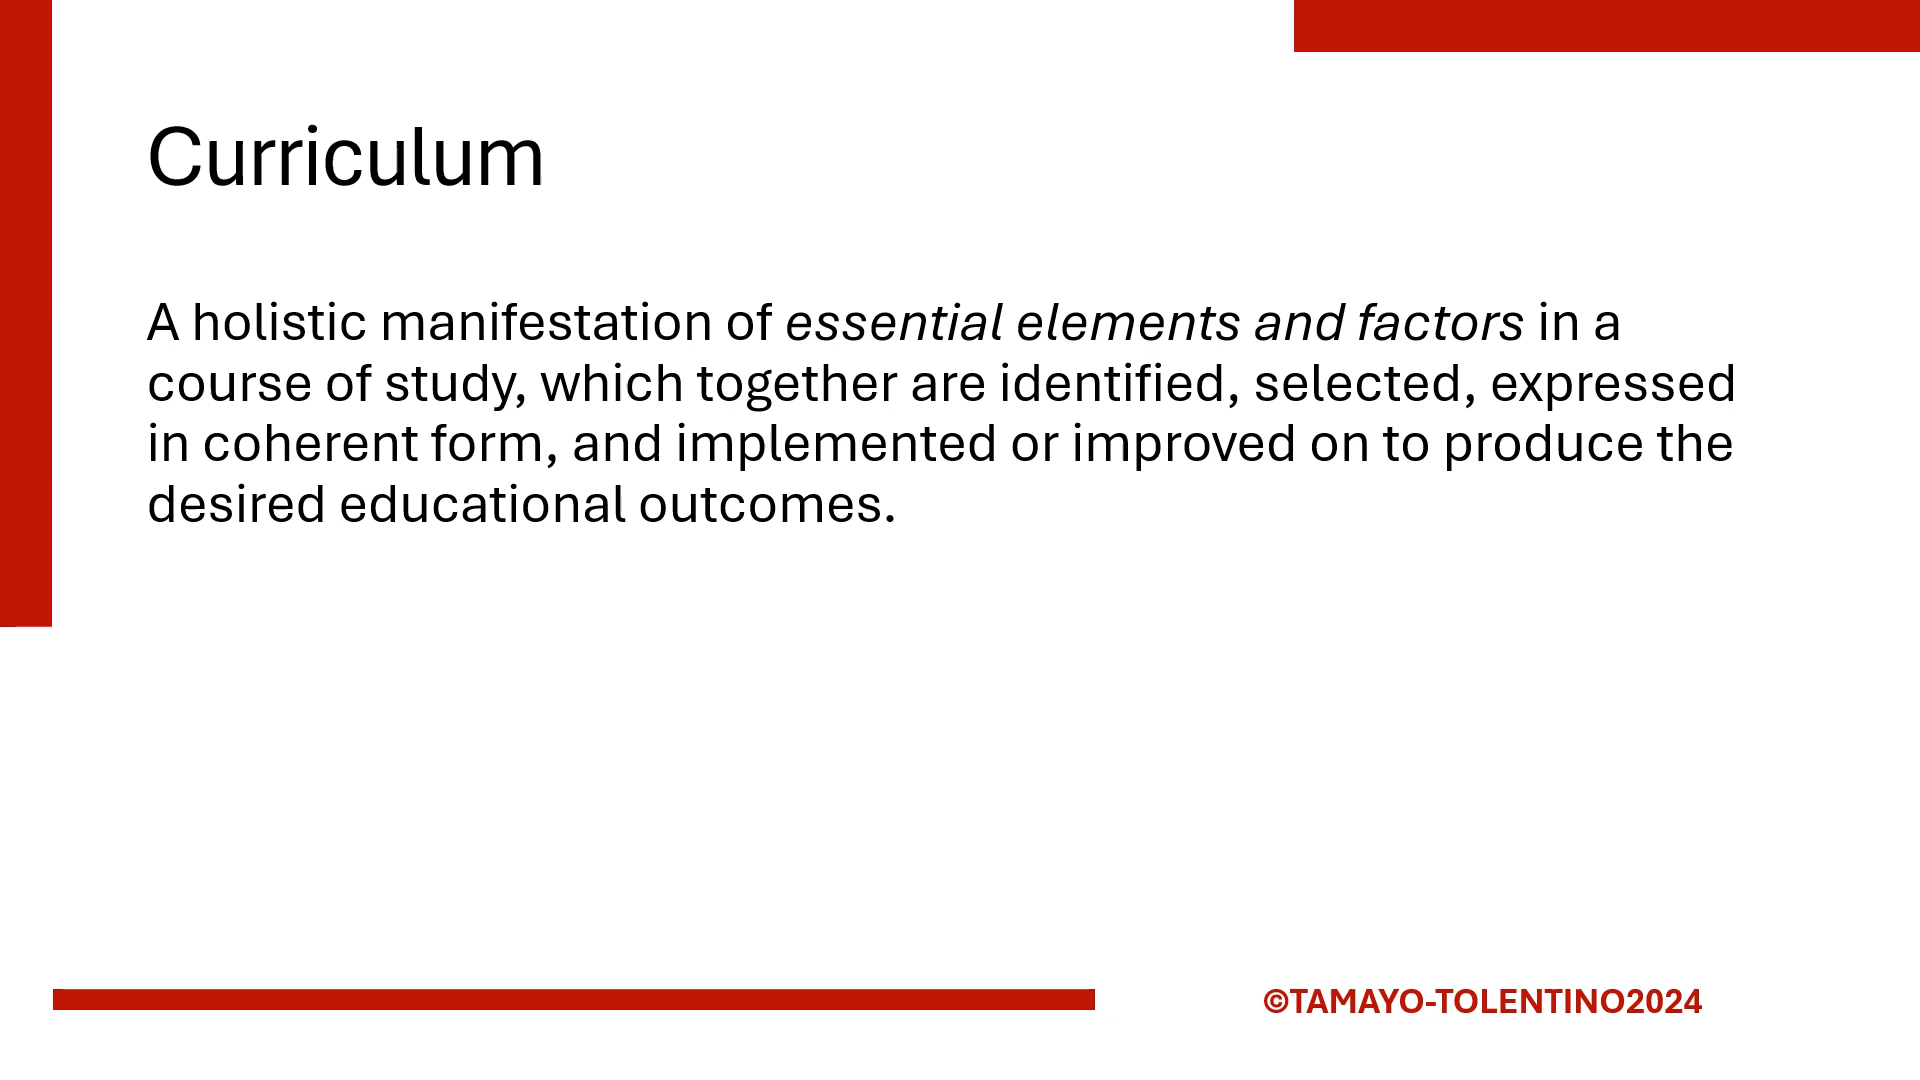 Curriculum
A holistic manifestation of essential elements and factors in a
course of study, which together are identified, selected, expressed
in coherent form, and implemented or improved on to produce the
desired educational outcomes.
©TAMAYO-TOLENTINO2024